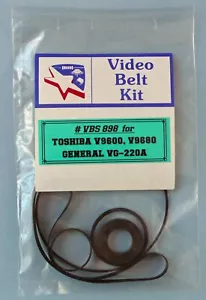 Video
Belt
Kit
# VBS 898 for
TOSHIBA V9600, V9680
GENERAL VG-220A